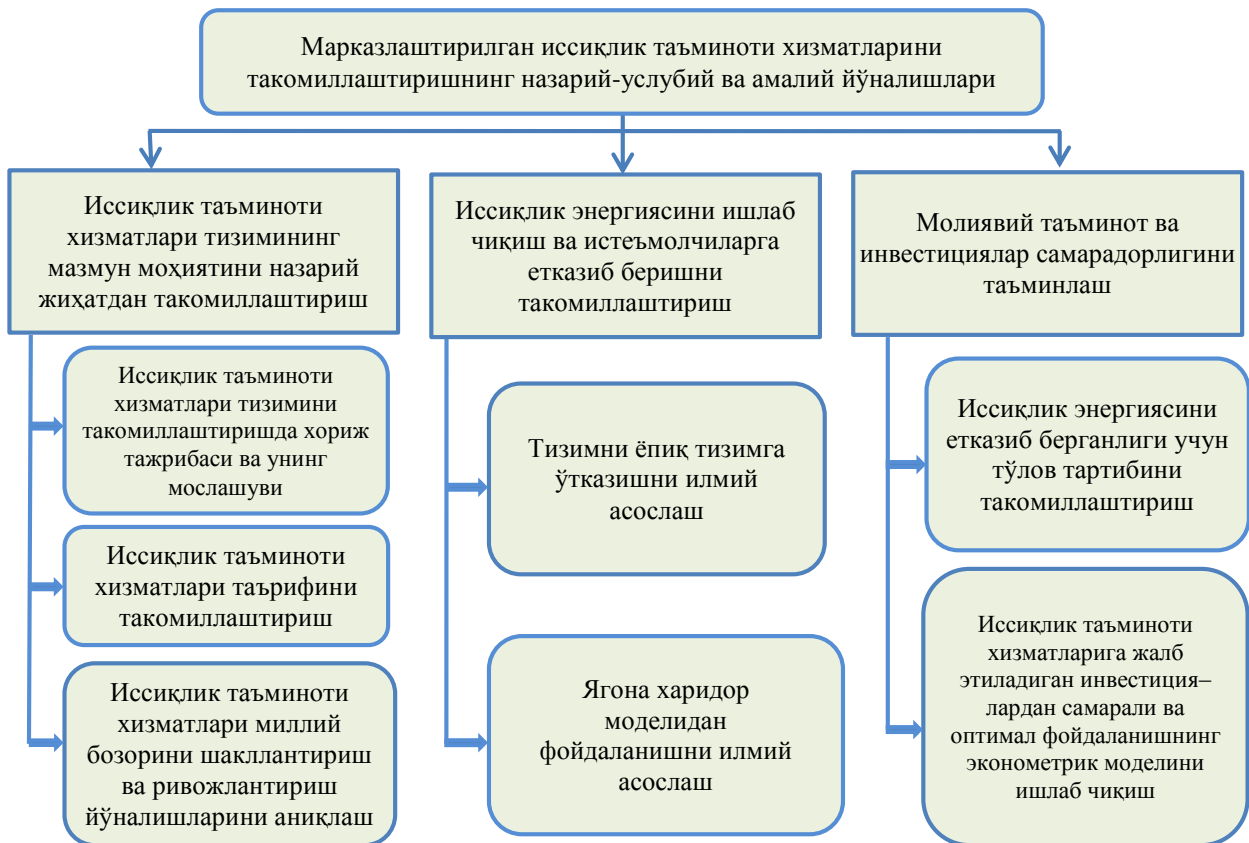 Марказлаштирилган иссиқлик таъминоти хизматларини
такомиллаштиришнинг назарий-услубий ва амалий йўналишлари
Иссиқлик таъминоти
хизматлари тизимининг
мазмун моҳиятини назарий
жиҳатдан такомиллаштириш
Иссиқлик таъминоти
хизматлари тизимини
такомиллаштиришда хориж
тажрибаси ва унинг
мослашуви
Иссиқлик таъминоти
хизматлари таърифини
такомиллаштириш
Иссиқлик таъминоти
хизматлари миллий
бозорини шакллантириш
ва ривожлантириш
йўналишларини аниқлаш
Иссиқлик энергиясини ишлаб
чиқиш ва истеъмолчиларга
етказиб беришни
такомиллаштириш
Тизимни ёпиқ тизимга
ўтказишни илмий
асослаш
Ягона харидор
моделидан
фойдаланишни илмий
асослаш
Молиявий таъминот ва
инвестициялар самарадорлигини
таъминлаш
Иссиқлик энергиясини
етказиб берганлиги учун
тўлов тартибини
такомиллаштириш
Иссиқлик таъминоти
хизматларига жалб
этиладиган инвестиция–
лардан самарали ва
оптимал фойдаланишнинг
эконометрик моделини
ишлаб чиқиш